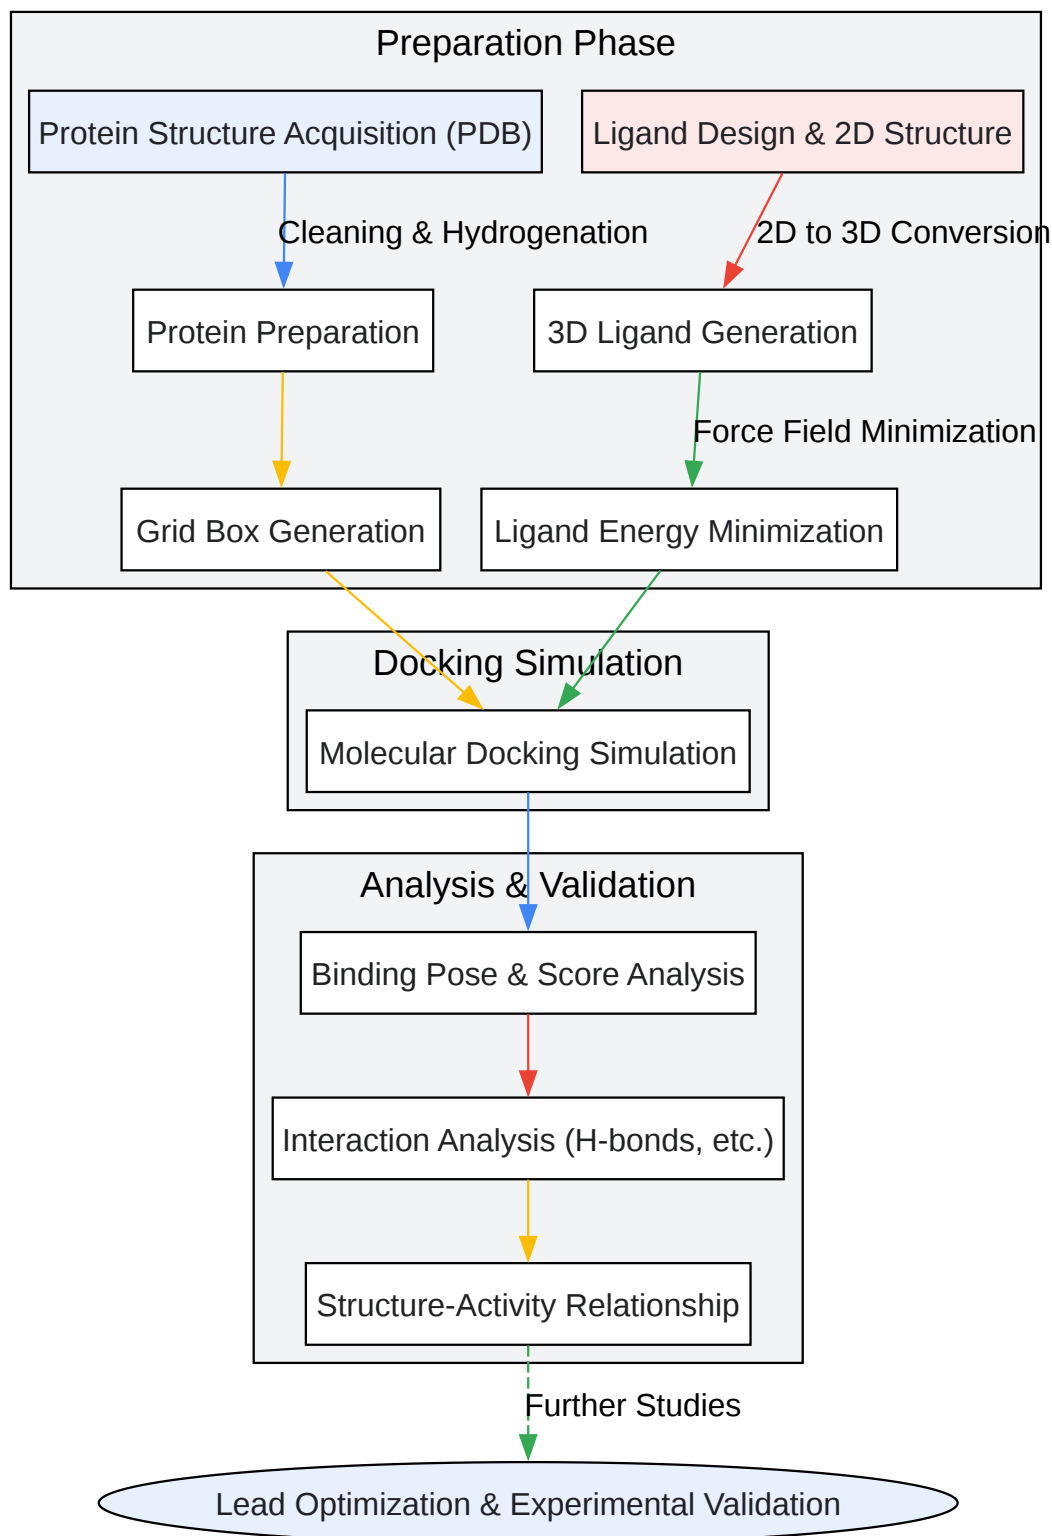 Preparation Phase
Protein Structure Acquisition (PDB)
Ligand Design & 2D Structure
Cleaning & Hydrogenation
2D to 3D Conversion
Protein Preparation
3D Ligand Generation
Force Field Minimization
Grid Box Generation
Ligand Energy Minimization
Docking Simulation
Molecular Docking Simulation
Analysis & Validation
Binding Pose & Score Analysis
Interaction Analysis (H-bonds, etc.)
Structure-Activity Relationship
Further Studies
Lead Optimization & Experimental Validation